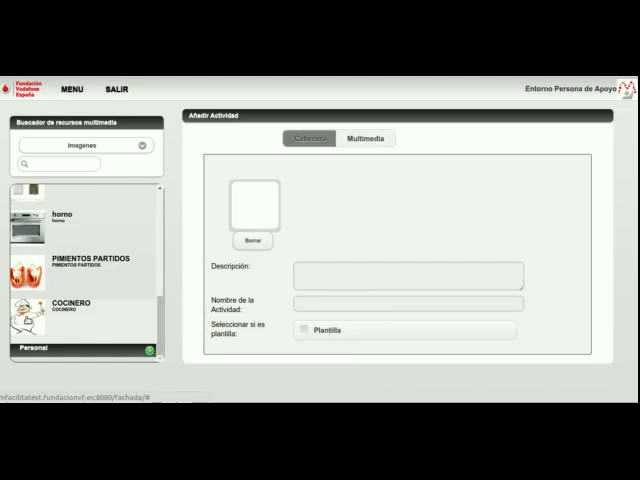 Fundación
Vodafone
España
MENU
SALIR
Entorno Persona de Apoyo
Buscador de recursos multimedia
imagenes
horno
horno
PIMIENTOS PARTIDOS
PIMIENTOS PARTIDOS
COCINERO
COCINERO
Personal
Añadir Actividad
Cabecera
Multimedia
Borrar
Descripción:
Nombre de la
Actividad:
Seleccionar si es
plantilla:
Plantilla
mfacilitatest.fundacionvf.es:8080/fachada/#